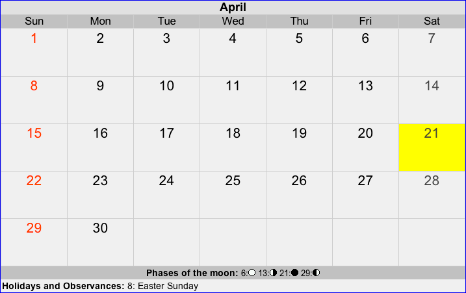 April
Sun Mon Tue Wed Thu Fri Sat
1 2 3 4 5 6 7
8 9 10 11 12 13 14
15 16 17 18 19 20 21
22 23 24 25 26 27 28
29 30
Phases of the moon: 6: 13: 21: 29:
Holidays and Observances: 8: Easter Sunday